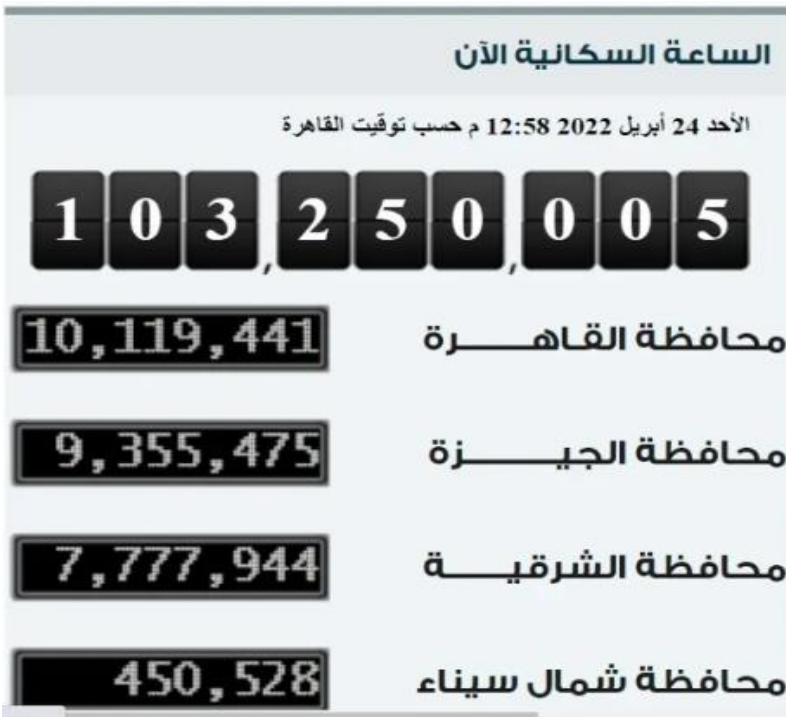 الساعة السكانية الآن
الأحد 24 أبريل 2022 12:58 م حسب توقيت القاهرة
103,250,005
محافظة القاهـــــرة 10,119,441
محافظة الجيـــــــزة 9,355,475
محافظة الشرقيـــــة 7,777,944
محافظة شمال سيناء 450,528